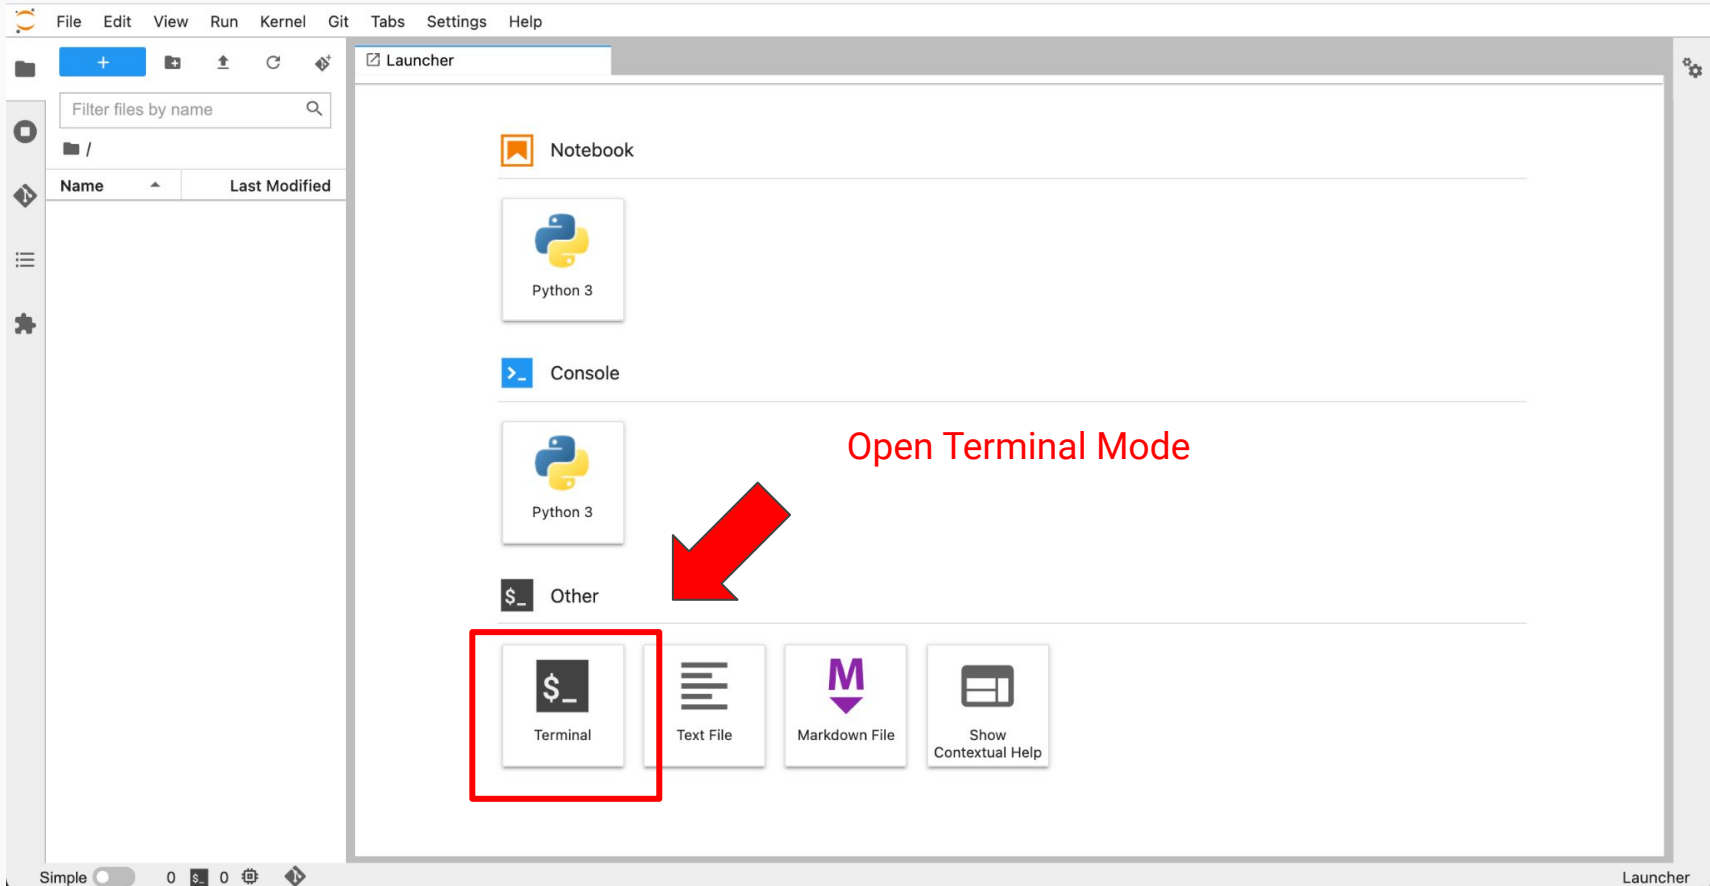 File Edit View Run Kernel Git Tabs Settings Help
+
Launcher
Filter files by name
/
Name Last Modified
Notebook
Python 3
Console
Open Terminal Mode
Python 3
$_ Other
$_
Terminal
Text File
M
Markdown File
Show
Contextual Help
Simple 0 $_ 0 Launcher